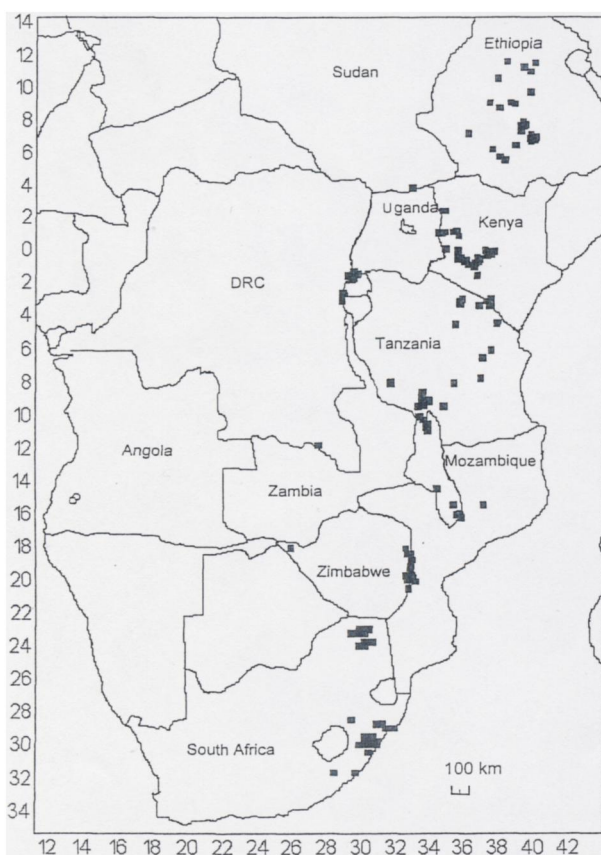 14
12
10
8
6
4
2
0
2
4
6
8
10
12
14
16
18
20
22
24
26
28
30
32
34
Ethiopia
Sudan
Uganda
Kenya
DRC
Tanzania
Angola
Mozambique
Zambia
Zimbabwe
South Africa
100 km
12 14 16 18 20 22 24 26 28 30 32 34 36 38 40 42